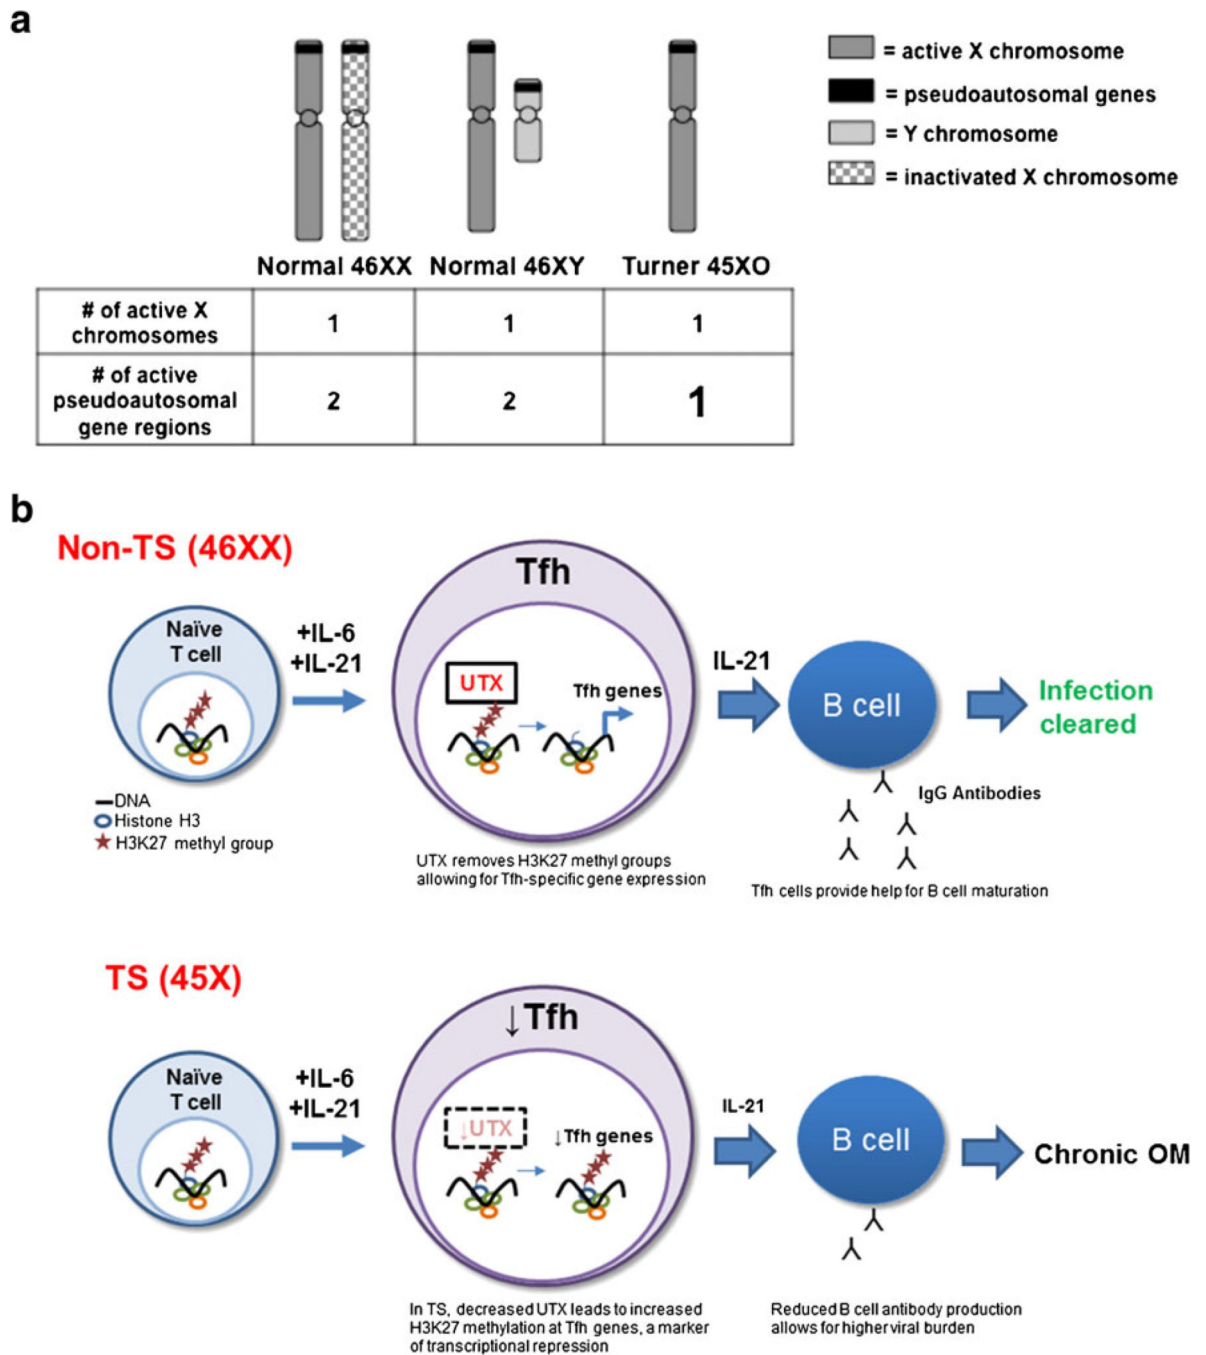 a
= active X chromosome
= pseudoautosomal genes
= Y chromosome
= inactivated X chromosome
Normal 46XX Normal 46XY Turner 45XO
# of active X
chromosomes
1 1 1
# of active
pseudoautosomal
gene regions
2 2 1
b
Non-TS (46XX)
Naïve
T cell
+IL-6
+IL-21
Tfh
UTX
Tfh genes
IL-21
B cell
Infection
cleared
IgG Antibodies
DNA
Histone H3
H3K27 methyl group
UTX removes H3K27 methyl groups
allowing for Tfh-specific gene expression
Tfh cells provide help for B cell maturation
TS (45X)
Naïve
T cell
+IL-6
+IL-21
↓Tfh
↓UTX
↓Tfh genes
IL-21
B cell
Chronic OM
In TS, decreased UTX leads to increased
H3K27 methylation at Tfh genes, a marker
of transcriptional repression
Reduced B cell antibody production
allows for higher viral burden